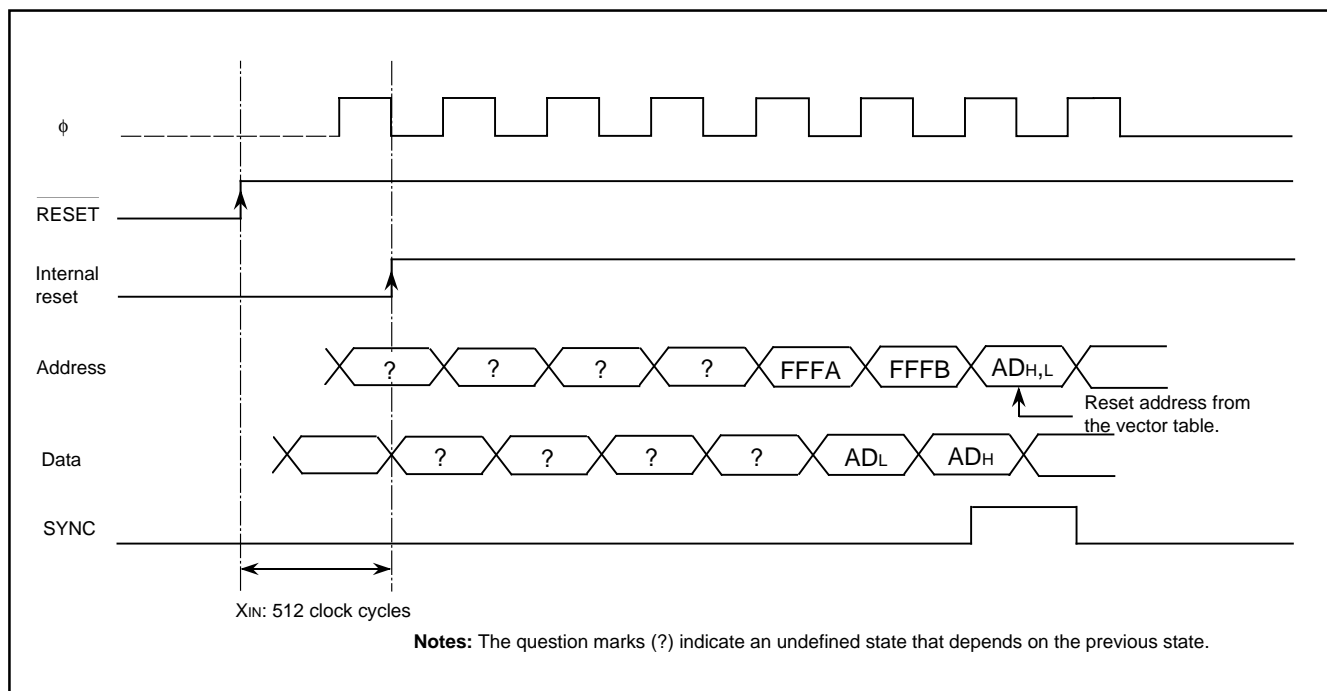 ϕ
RESET
Internal
reset
Address
? ? ? ? FFFA FFFB ADH,L
Reset address from
the vector table.
Data
? ? ? ? ADL ADH
SYNC
XIN: 512 clock cycles
Notes: The question marks (?) indicate an undefined state that depends on the previous state.